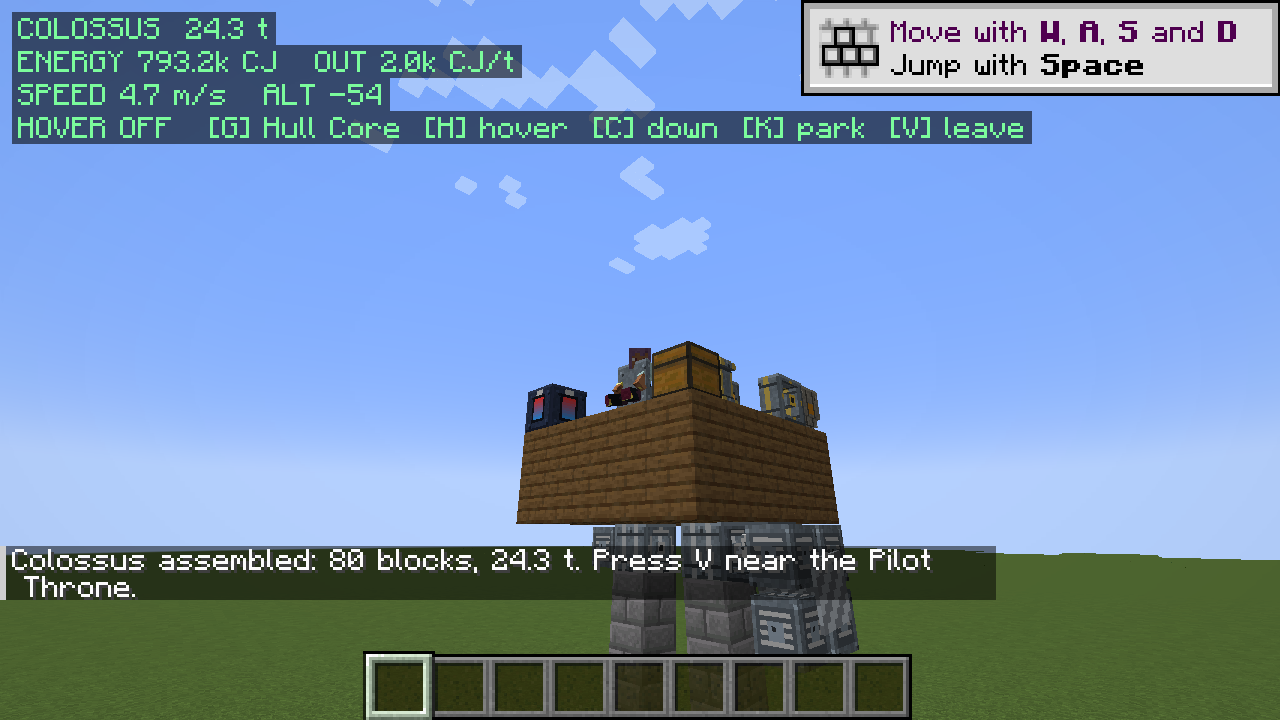 COLOSSUS 24.3 t
ENERGY 793.2k CJ OUT 2.0k CJ/t
SPEED 4.7 m/s ALT -54
HOVER OFF [G] Hull Core [H] hover [C] down [K] park [V] leave
Move with W, A, S and D
Jump with Space
Colossus assembled: 80 blocks, 24.3 t. Press V near the Pilot
Throne.